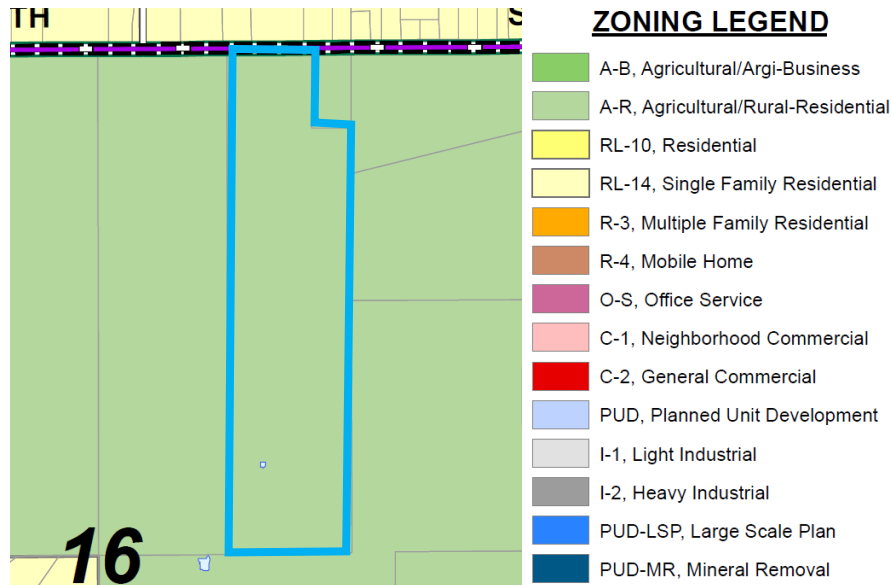 TH
S
16
ZONING LEGEND
A-B, Agricultural/Argi-Business
A-R, Agricultural/Rural-Residential
RL-10, Residential
RL-14, Single Family Residential
R-3, Multiple Family Residential
R-4, Mobile Home
O-S, Office Service
C-1, Neighborhood Commercial
C-2, General Commercial
PUD, Planned Unit Development
I-1, Light Industrial
I-2, Heavy Industrial
PUD-LSP, Large Scale Plan
PUD-MR, Mineral Removal